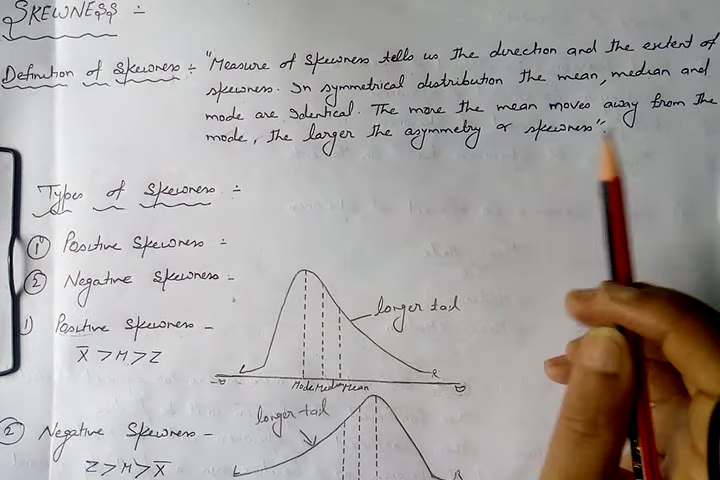 SKEWNESS :-
Definition of Skewness :- "Measure of Skewness tells us the direction and the extent of
skewness. In symmetrical distribution the mean, median and
mode are identical. The more the mean moves away from the
mode, the larger the asymmetry or skewness".
Types of Skewness :-
① Positive Skewness :-
② Negative Skewness :-
1) Positive Skewness -
X̅ > M > Z
longer tail
L
R
Mode Median Mean
② Negative Skewness -
Z > M > X̅
longer tail
L
R